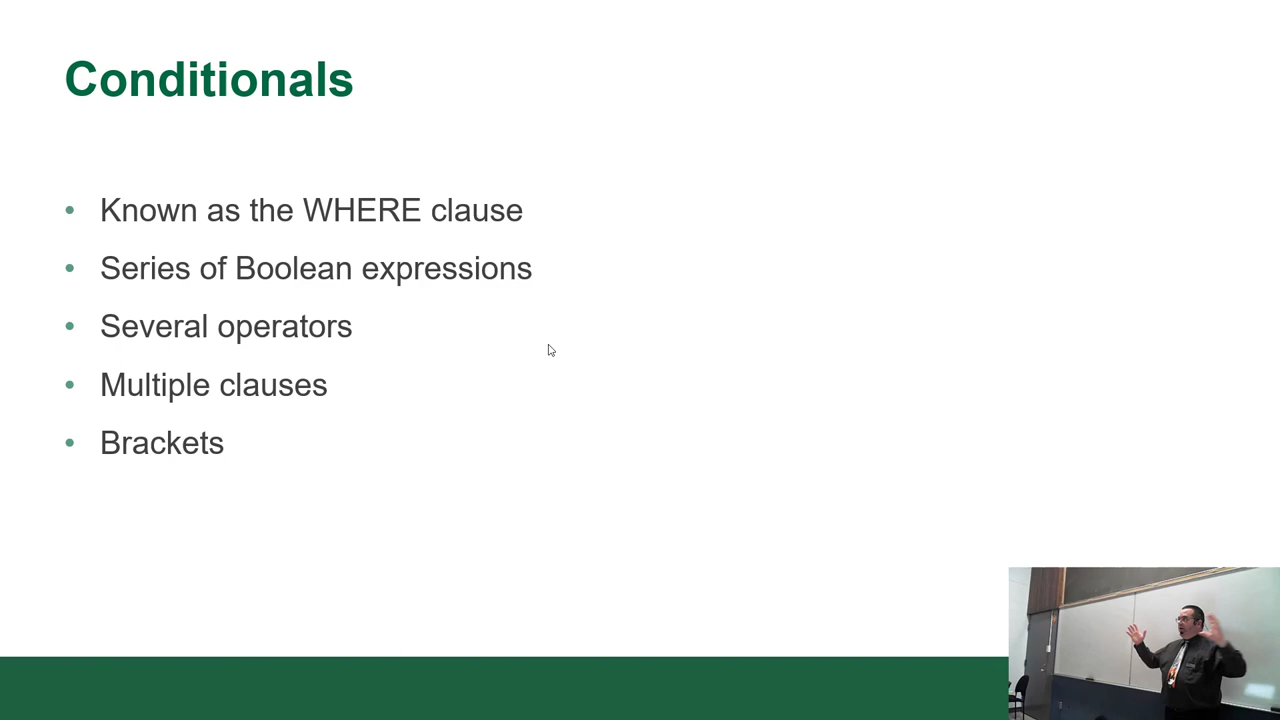 Conditionals
• Known as the WHERE clause
• Series of Boolean expressions
• Several operators
• Multiple clauses
• Brackets